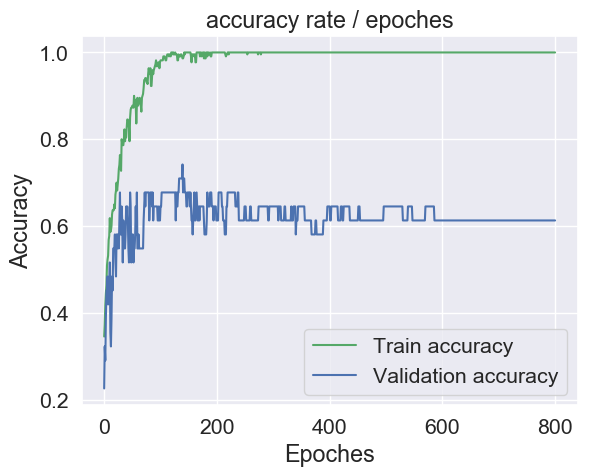 accuracy rate / epoches
1.0
0.8
0.6
0.4
0.2
Accuracy
0
200
400
600
800
Epoches
Train accuracy
Validation accuracy